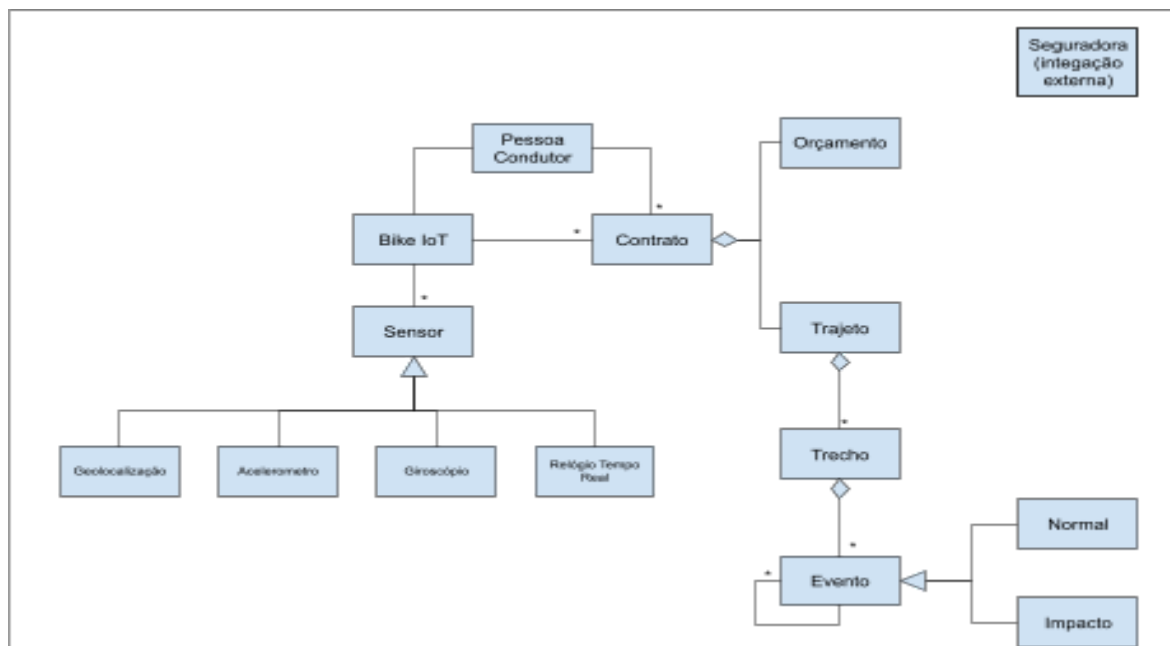 Seguradora
(integação
externa)
Pessoa
Condutor
Orçamento
*
Bike IoT
*
Contrato
*
Sensor
Trajeto
*
Trecho
Geolocalização
Acelerometro
Giroscópio
Relógio Tempo
Real
Normal
*
*
Evento
Impacto